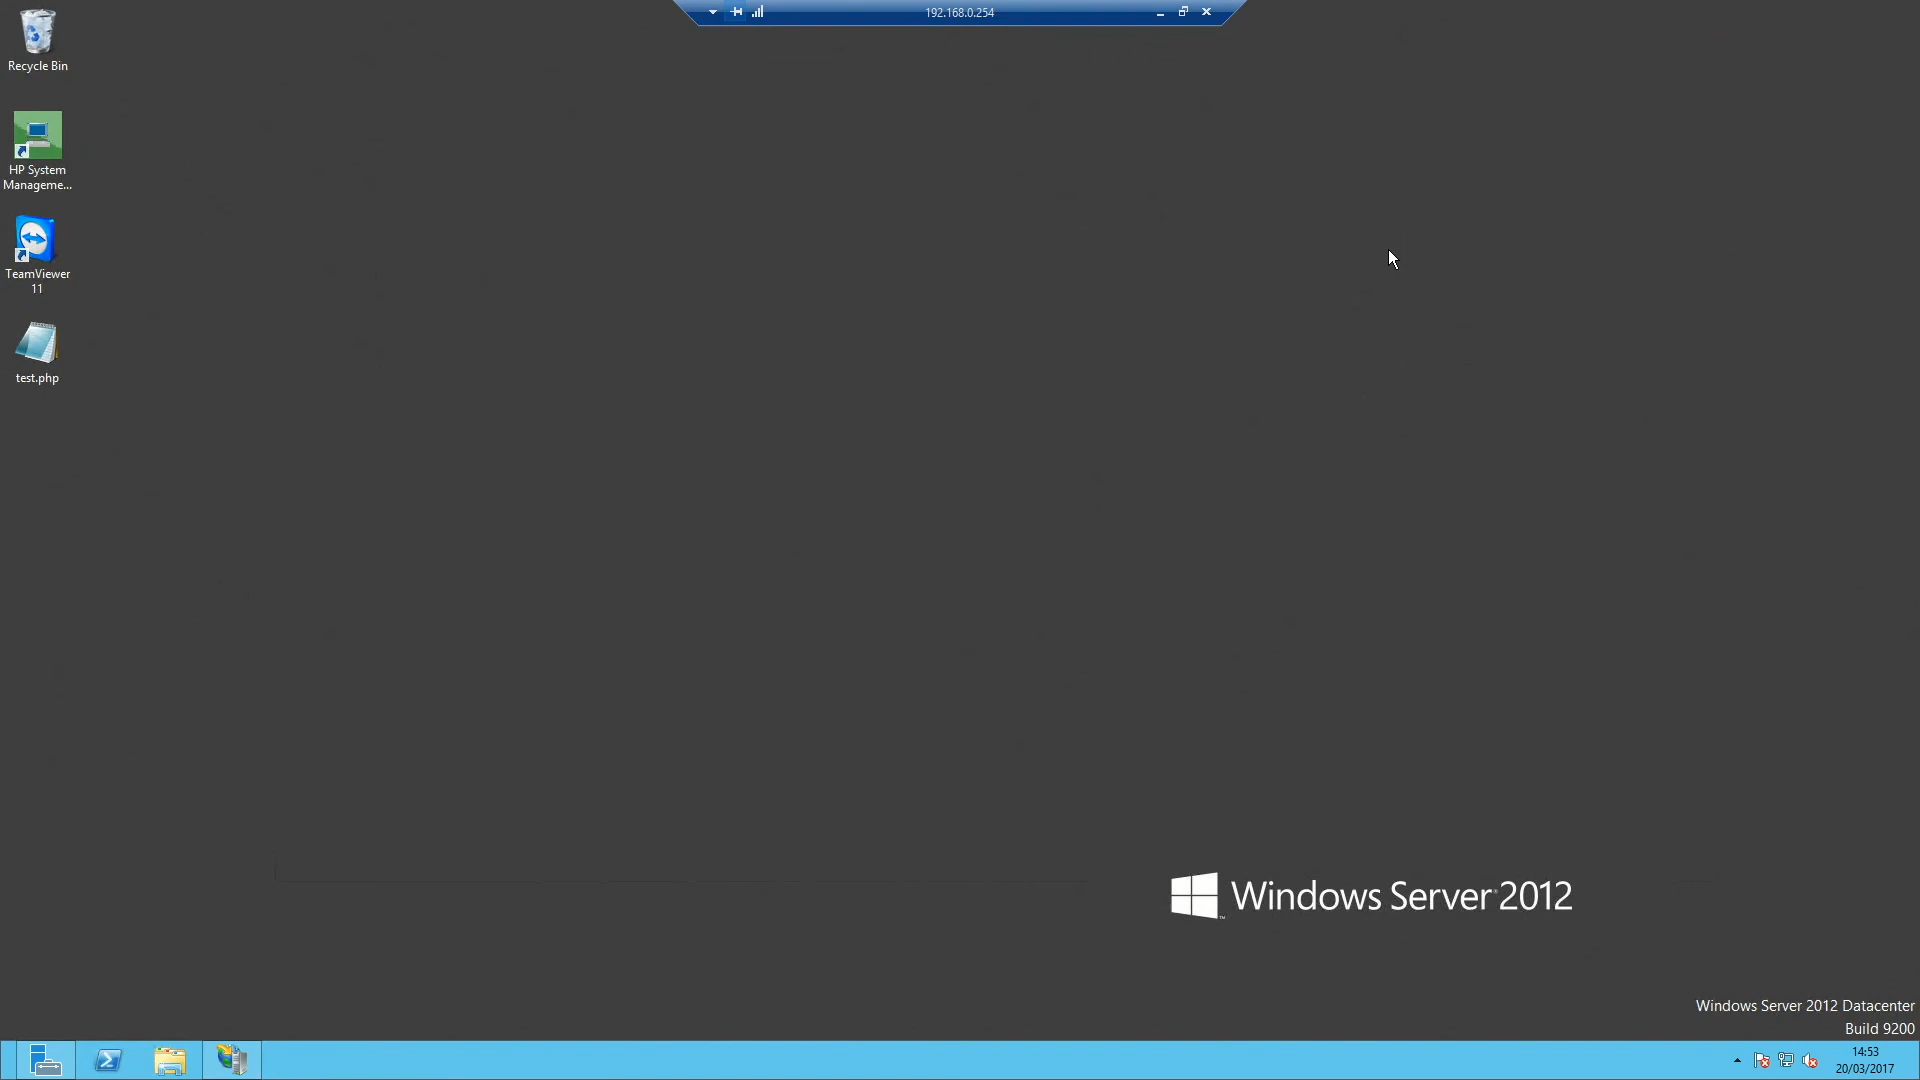 192.168.0.254
Recycle Bin
HP System
Manageme...
TeamViewer
11
test.php
Windows Server 2012
Windows Server 2012 Datacenter
Build 9200
14:53
20/03/2017